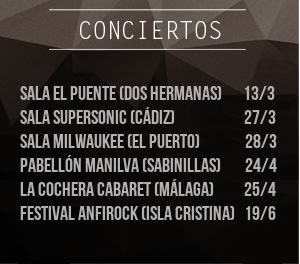 CONCIERTOS
SALA EL PUENTE (DOS HERMANAS) 13/3
SALA SUPERSONIC (CÁDIZ) 27/3
SALA MILWAUKEE (EL PUERTO) 28/3
PABELLÓN MANILVA (SABINILLAS) 24/4
LA COCHERA CABARET (MÁLAGA) 25/4
FESTIVAL ANFIROCK (ISLA CRISTINA) 19/6